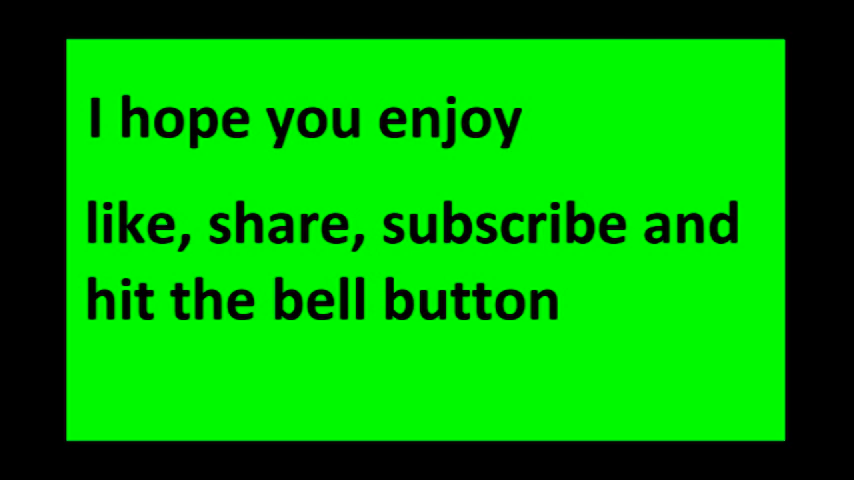 I hope you enjoy
like, share, subscribe and
hit the bell button